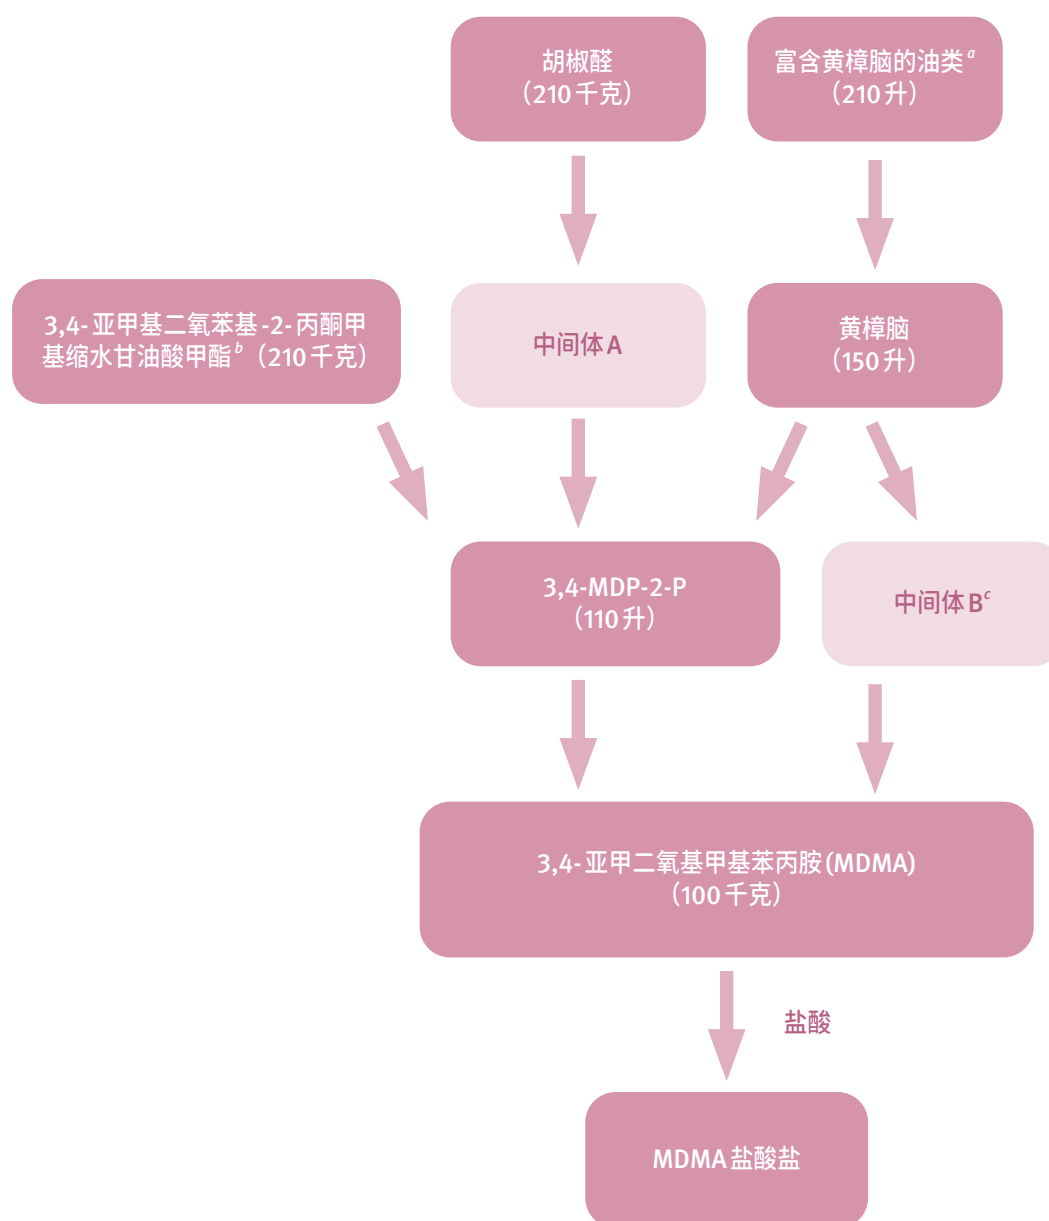 胡椒醛
（210 千克）
富含黄樟脑的油类 a
（210 升）
3,4- 亚甲基二氧苯基 -2- 丙酮甲
基缩水甘油酸甲酯 b（210 千克）
中间体 A
黄樟脑
（150 升）
3,4-MDP-2-P
（110 升）
中间体 B c
3,4- 亚甲二氧基甲基苯丙胺 (MDMA)
（100 千克）
盐酸
MDMA 盐酸盐